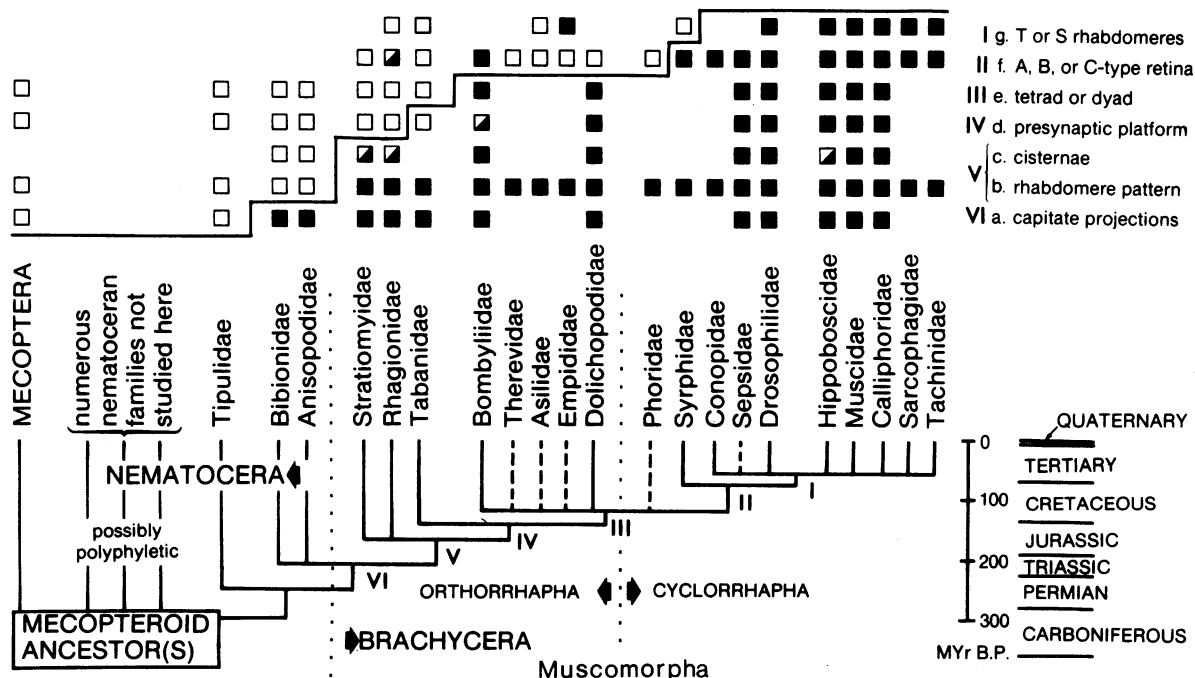 I g. T or S rhabdomeres
II f. A, B, or C-type retina
III e. tetrad or dyad
IV d. presynaptic platform
c. cisternae
V
b. rhabdomere pattern
VI a. capitate projections
MECOPTERA
numerous
nematoceran
families not
studied here
Tipulidae
Bibionidae
Anisopodidae
Stratiomyidae
Rhagionidae
Tabanidae
Bombyliidae
Therevidae
Asilidae
Empididae
Dolichopodidae
Phoridae
Syrphidae
Conopidae
Sepsidae
Drosophilidae
Hippoboscidae
Muscidae
Calliphoridae
Sarcophagidae
Tachinidae
NEMATOCERA
possibly
polyphyletic
MECOPTEROID
ANCESTOR(S)
VI
V
IV
III
II
I
ORTHORRHAPHA
CYCLORRHAPHA
BRACHYCERA
Muscomorpha
0
100
200
300
MYr B.P.
QUATERNARY
TERTIARY
CRETACEOUS
JURASSIC
TRIASSIC
PERMIAN
CARBONIFEROUS